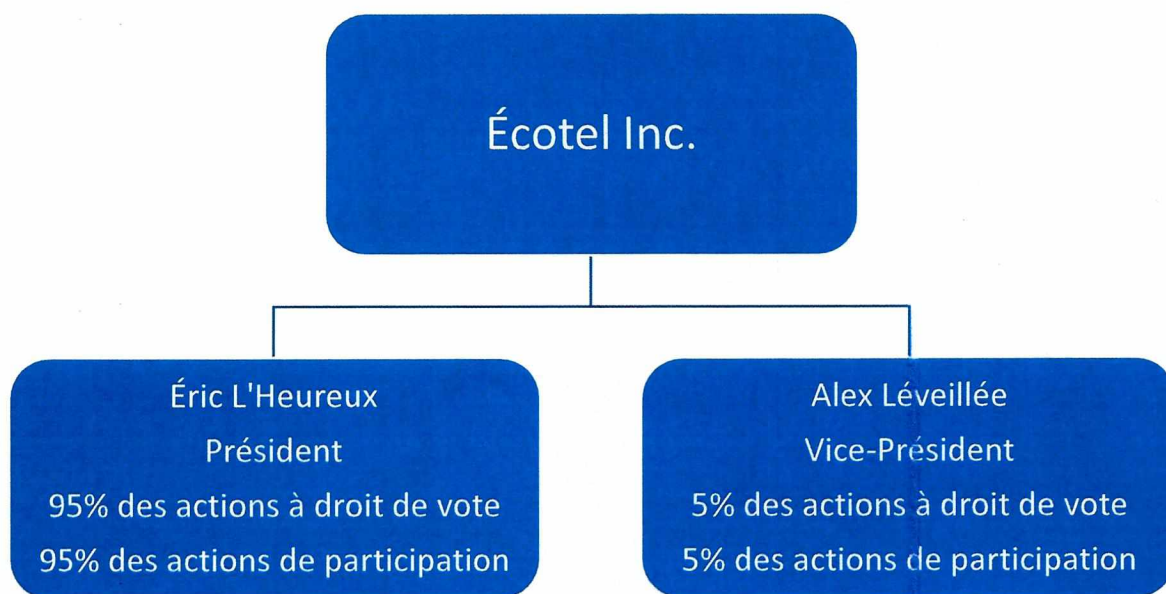 Écotel Inc.
Éric L'Heureux
Président
95% des actions à droit de vote
95% des actions de participation
Alex Léveillée
Vice-Président
5% des actions à droit de vote
5% des actions de participation